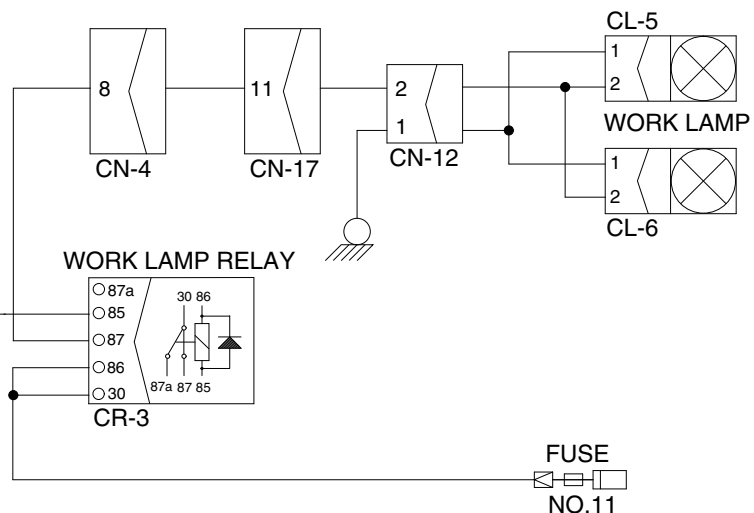 CL-5
1
2
WORK LAMP
1
2
CL-6
8
CN-4
11
CN-17
2
1
CN-12
WORK LAMP RELAY
87a
85
87
86
30
30 86
87a 87 85
CR-3
FUSE
NO.11